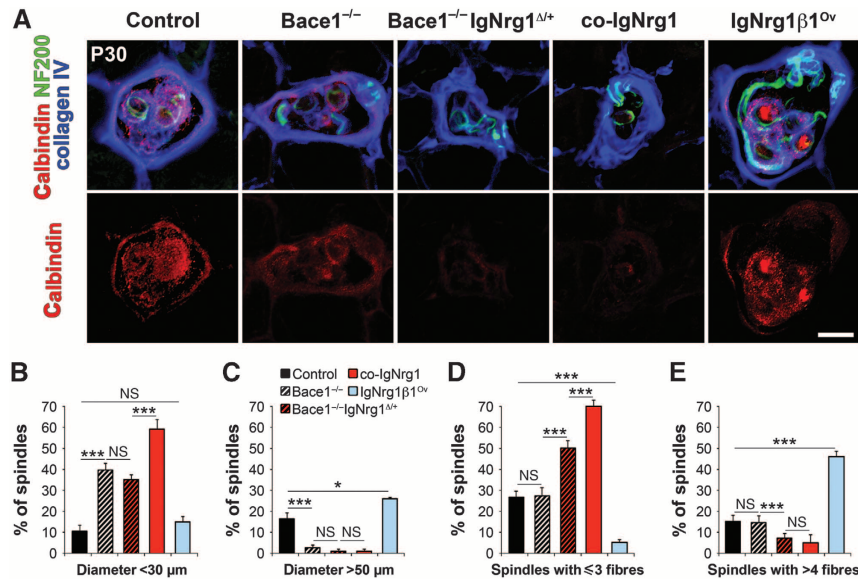 A
Control
Bace1⁻/⁻
Bace1⁻/⁻IgNrg1Δ/+
co-IgNrg1
IgNrg1β1Ov
P30
Calbindin NF200
collagen IV
Calbindin
B
% of spindles
70
60
50
40
30
20
10
0
NS
***
NS
***
Diameter <30 µm
C
Control
Bace1⁻/⁻
Bace1⁻/⁻IgNrg1Δ/+
co-IgNrg1
IgNrg1β1Ov
% of spindles
70
60
50
40
30
20
10
0
*
***
NS
NS
Diameter >50 µm
D
% of spindles
70
60
50
40
30
20
10
0
***
NS
***
***
Spindles with ⩽3 fibres
E
% of spindles
70
60
50
40
30
20
10
0
***
NS
***
NS
Spindles with >4 fibres